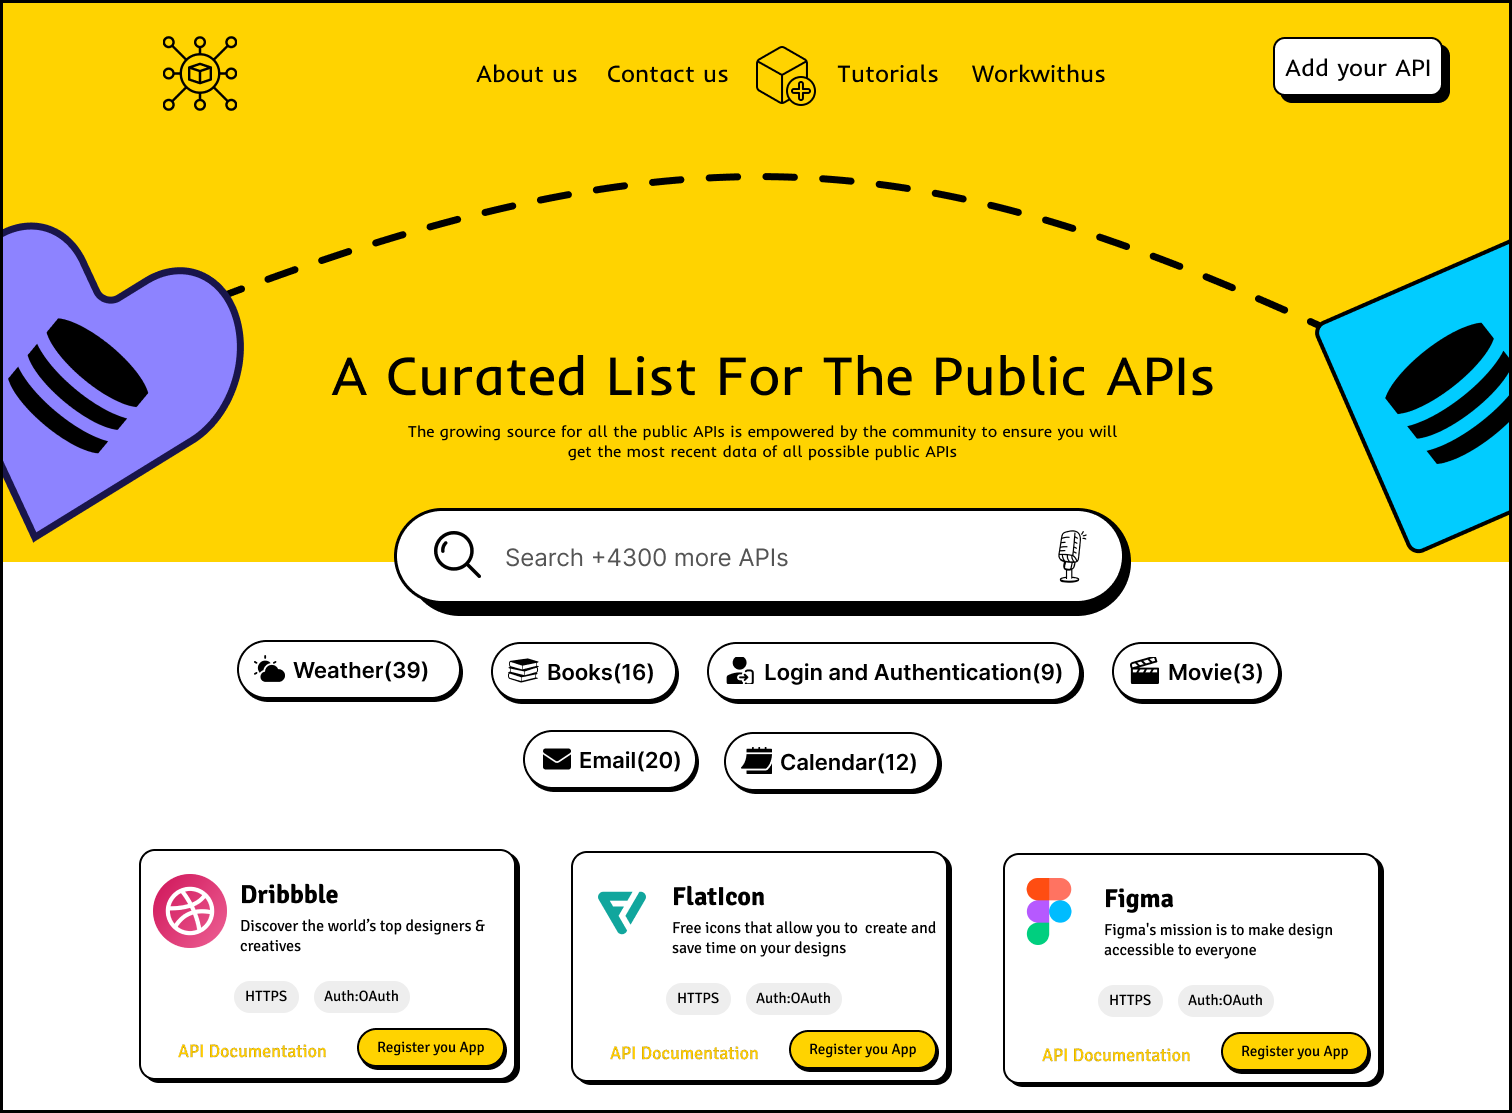 About us Contact us Tutorials Workwithus Add your API
A Curated List For The Public APIs
The growing source for all the public APIs is empowered by the community to ensure you will
get the most recent data of all possible public APIs
Search +4300 more APIs
Weather(39) Books(16) Login and Authentication(9) Movie(3)
Email(20) Calendar(12)
Dribbble
Discover the world’s top designers &
creatives
HTTPS Auth:OAuth
API Documentation Register you App
FlatIcon
Free icons that allow you to  create and
save time on your designs
HTTPS Auth:OAuth
API Documentation Register you App
Figma
Figma's mission is to make design
accessible to everyone
HTTPS Auth:OAuth
API Documentation Register you App